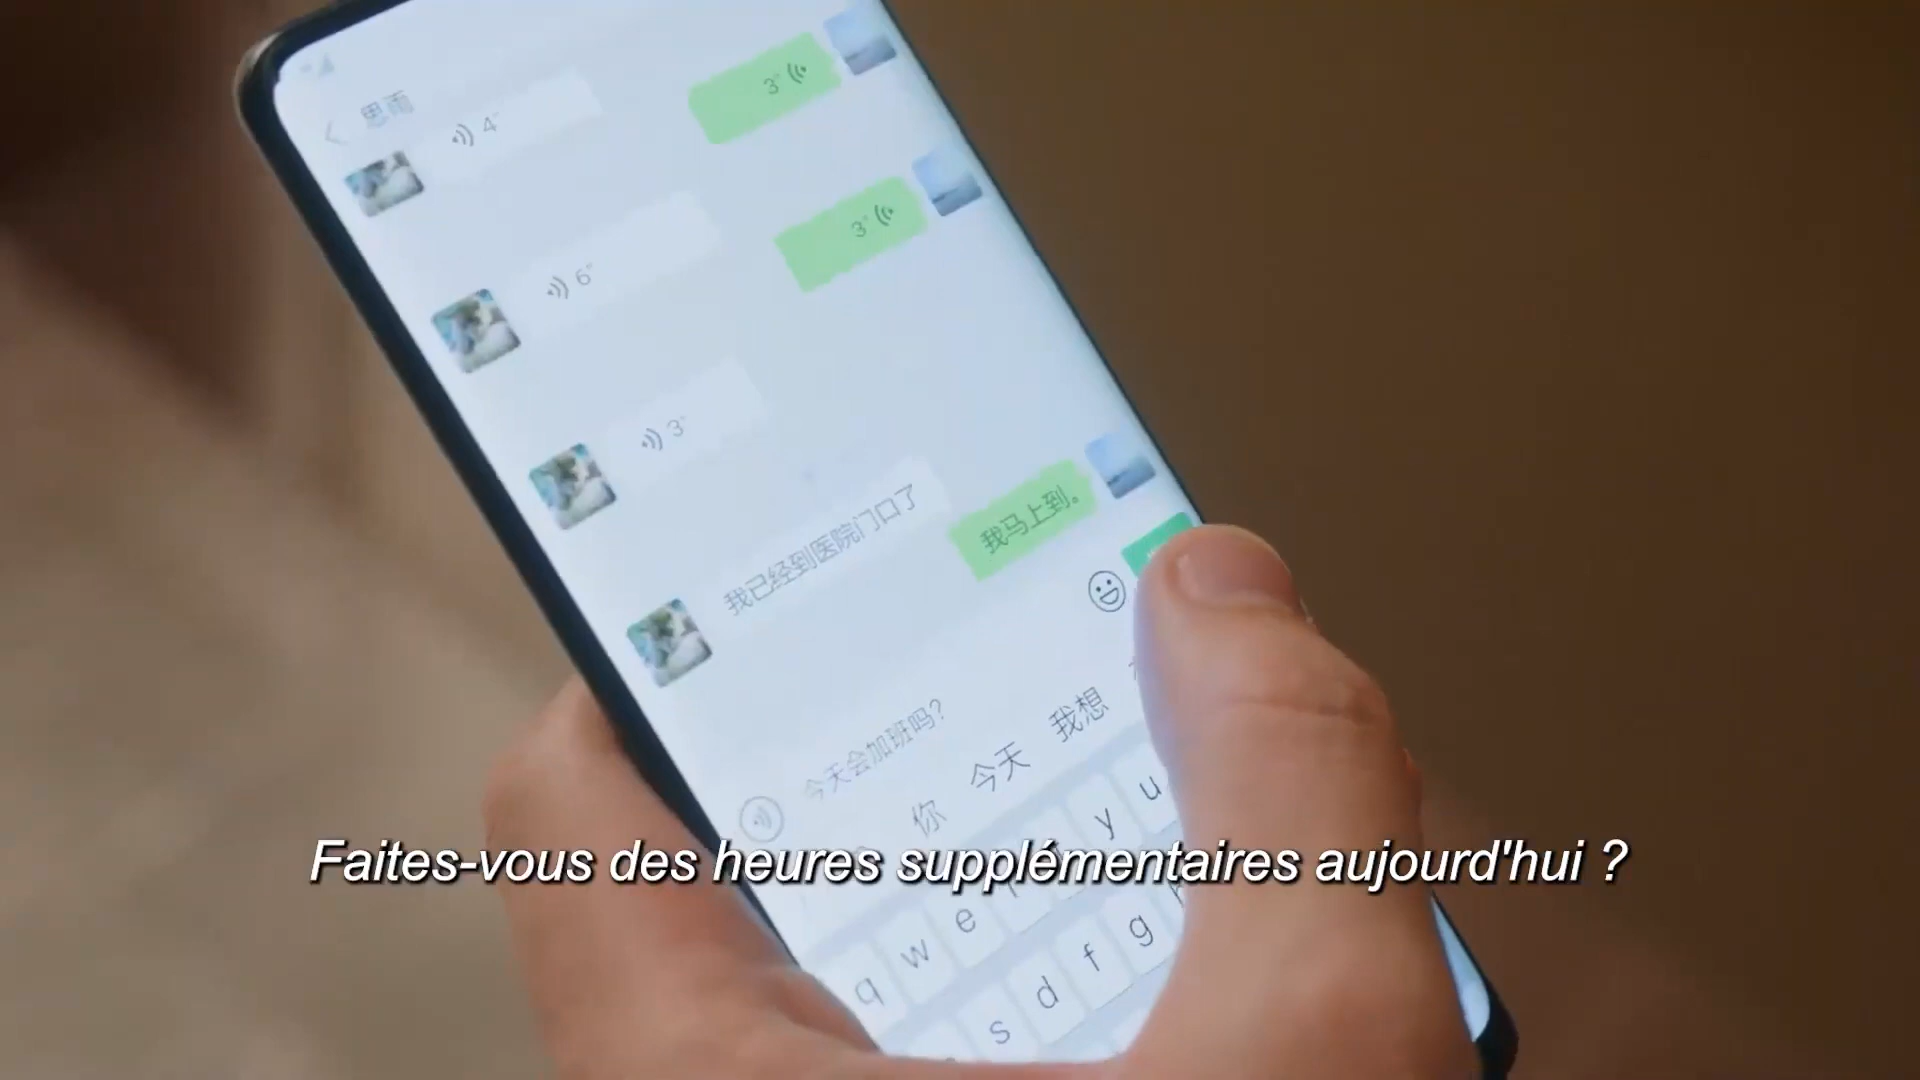 思雨
3"
4"
3"
6"
3"
我已经到医院门口了
我马上到。
今天会加班吗?
你 今天 我想
y u
q w e
s d f g
Faites-vous des heures supplémentaires aujourd'hui ?